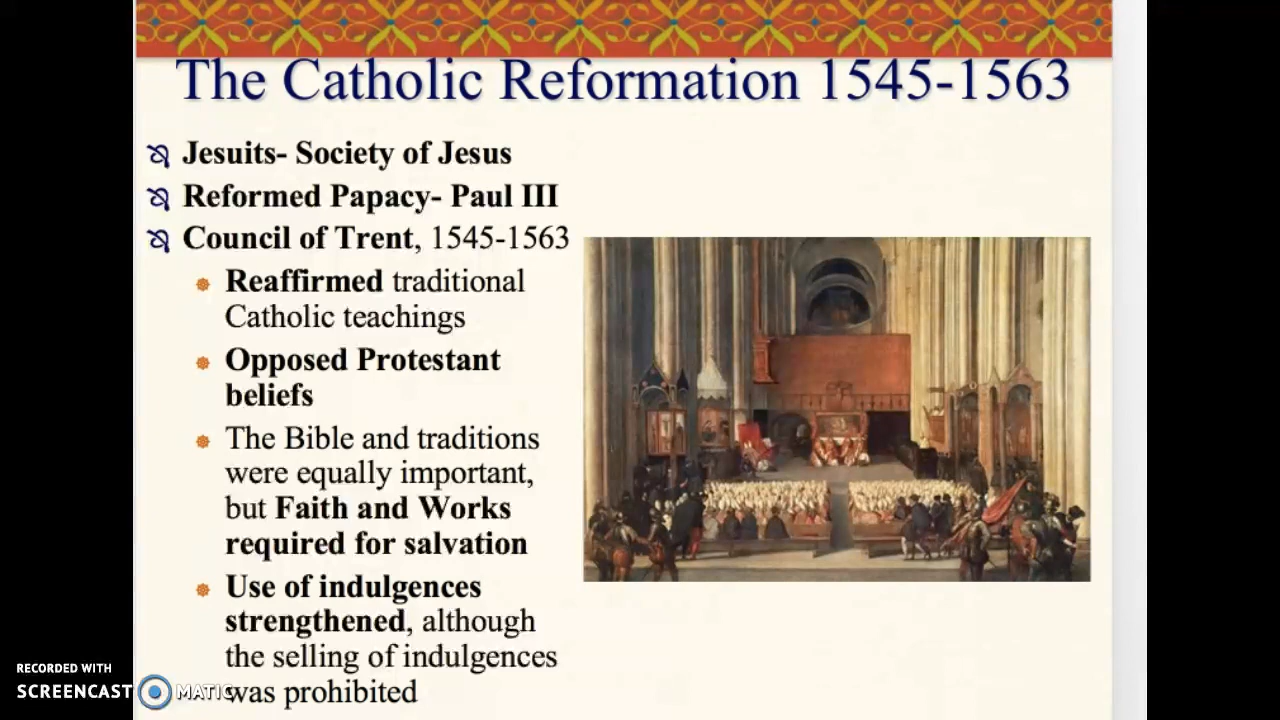 The Catholic Reformation 1545-1563
Jesuits- Society of Jesus
Reformed Papacy- Paul III
Council of Trent, 1545-1563
Reaffirmed traditional
Catholic teachings
Opposed Protestant
beliefs
The Bible and traditions
were equally important,
but Faith and Works
required for salvation
Use of indulgences
strengthened, although
the selling of indulgences
was prohibited
RECORDED WITH
SCREENCAST MATIC